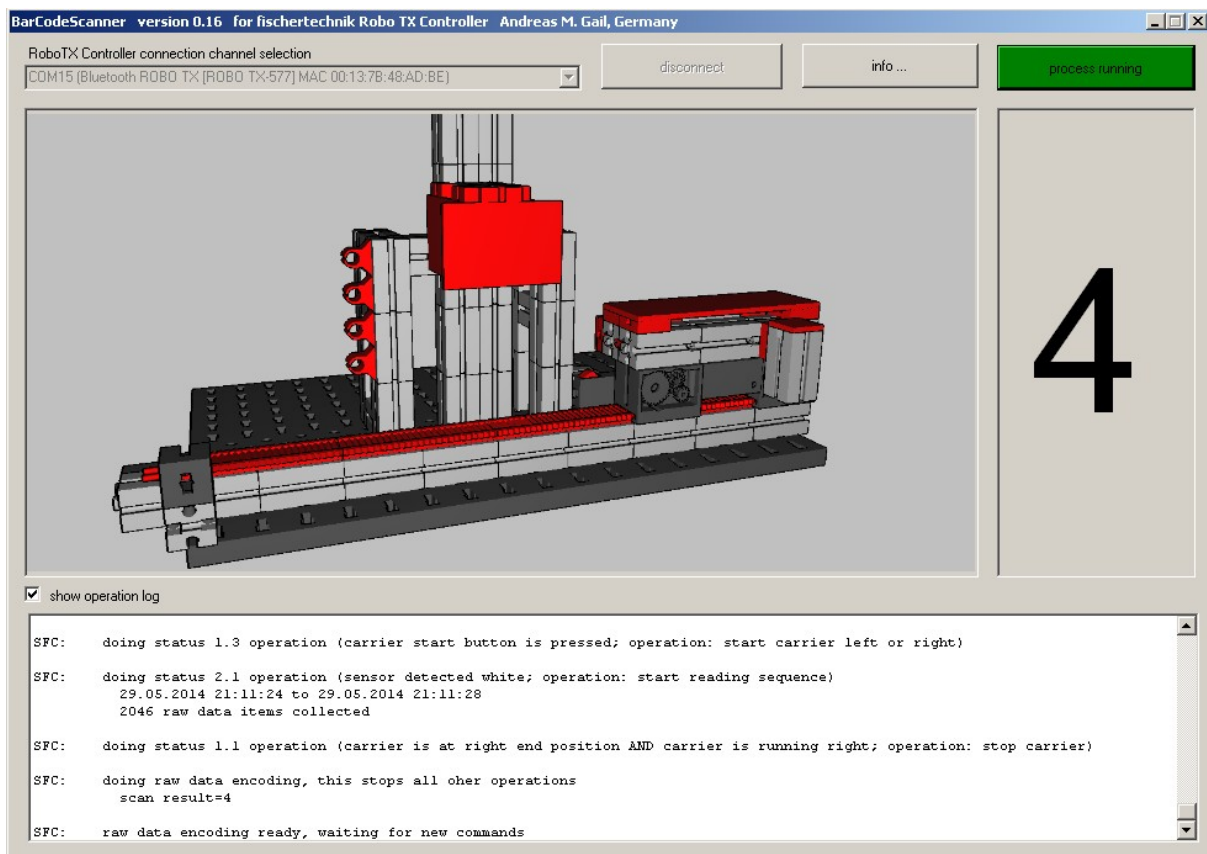 BarCodeScanner version 0.16 for fischertechnik Robo TX Controller Andreas M. Gail, Germany
RoboTX Controller connection channel selection
COM15 (Bluetooth ROBO TX [ROBO TX-577] MAC 00:13:7B:48:AD:BE)
disconnect
info ...
process running
4
show operation log
SFC: doing status 1.3 operation (carrier start button is pressed; operation: start carrier left or right)
SFC: doing status 2.1 operation (sensor detected white; operation: start reading sequence)
29.05.2014 21:11:24 to 29.05.2014 21:11:28
2046 raw data items collected
SFC: doing status 1.1 operation (carrier is at right end position AND carrier is running right; operation: stop carrier)
SFC: doing raw data encoding, this stops all oher operations
scan result=4
SFC: raw data encoding ready, waiting for new commands